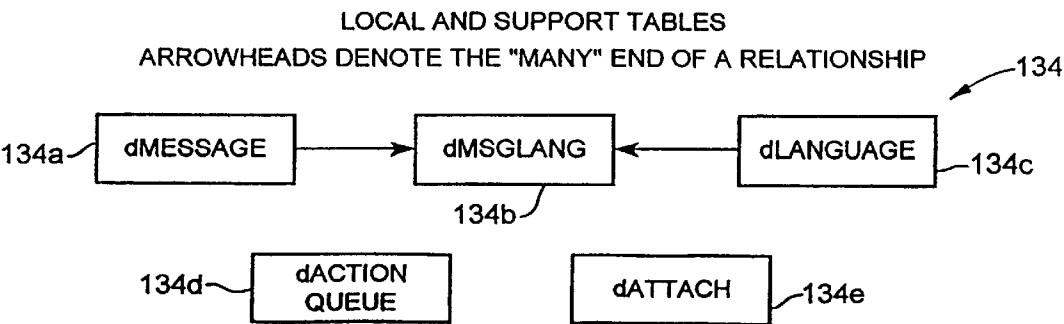 LOCAL AND SUPPORT TABLES
ARROWHEADS DENOTE THE "MANY" END OF A RELATIONSHIP
134
134a
dMESSAGE
dMSGLANG
dLANGUAGE
134c
134b
134d
dACTION
QUEUE
dATTACH
134e